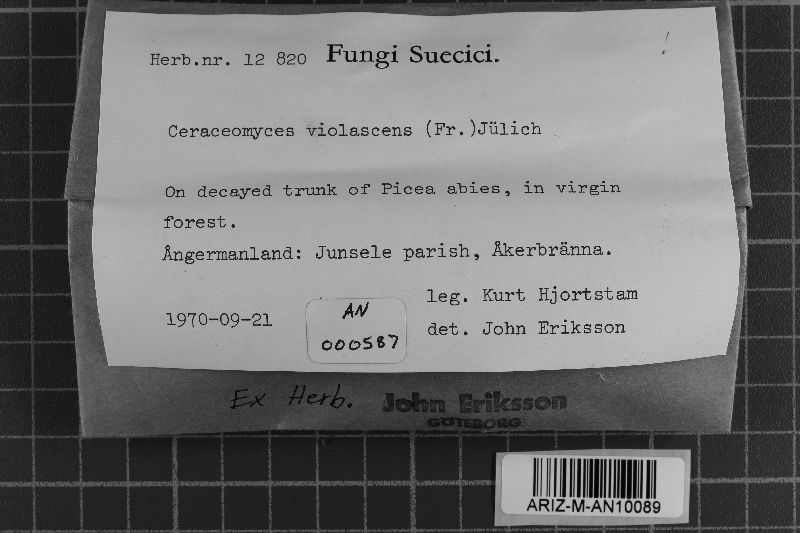 Herb.nr. 12 820 Fungi Suecici.
Ceraceomyces violascens (Fr.)Jülich
On decayed trunk of Picea abies, in virgin
forest.
Ångermanland: Junsele parish, Åkerbränna.
leg. Kurt Hjortstam
1970-09-21
det. John Eriksson
AN
000587
Ex Herb. John Eriksson
GÖTEBORG
ARIZ-M-AN10089